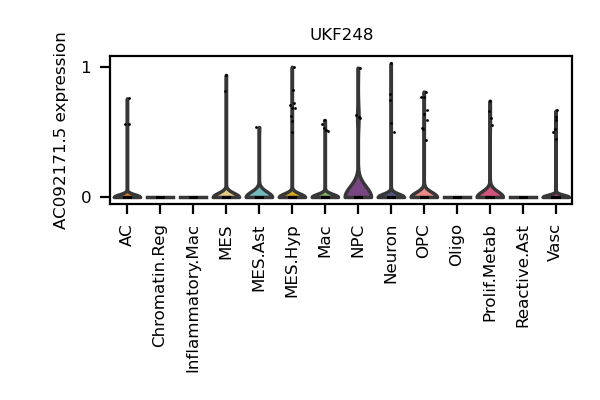 UKF248
AC092171.5 expression
1
0
AC
Chromatin.Reg
Inflammatory.Mac
MES
MES.Ast
MES.Hyp
Mac
NPC
Neuron
OPC
Oligo
Prolif.Metab
Reactive.Ast
Vasc